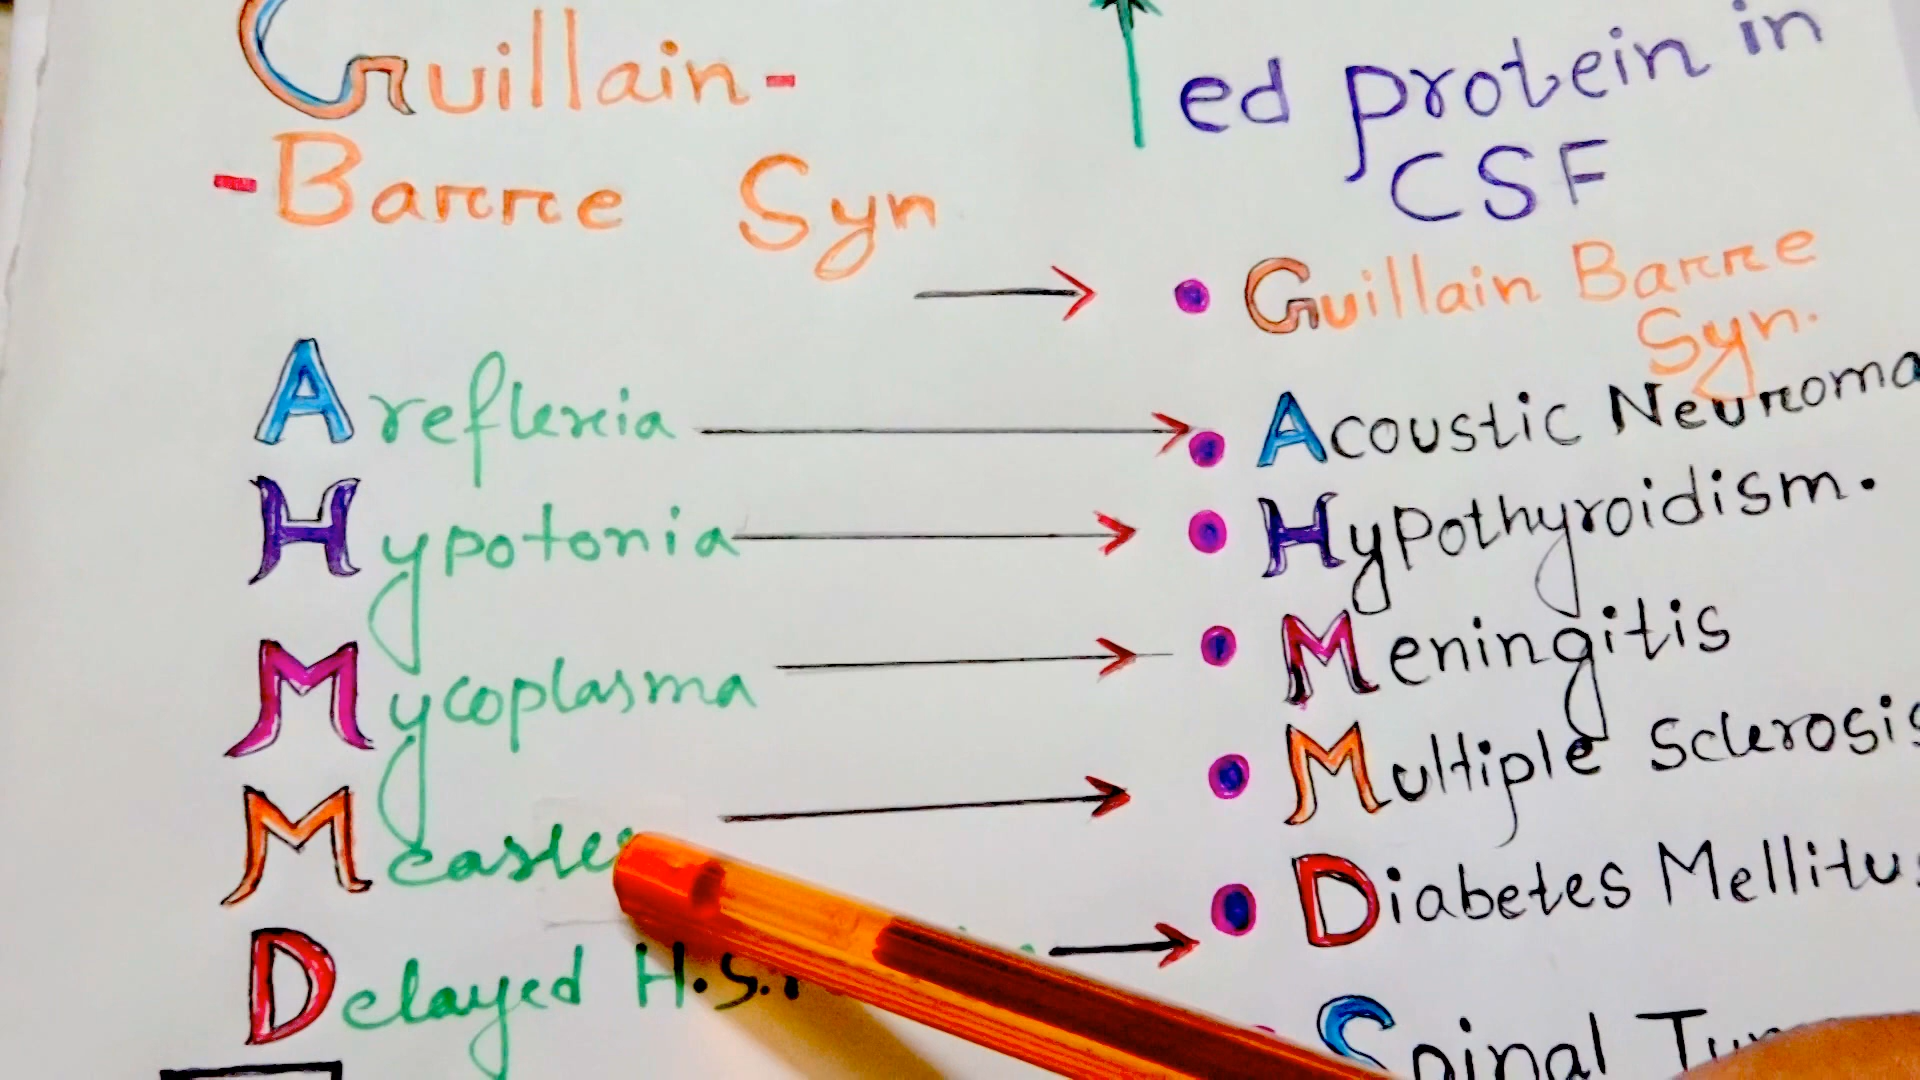 Guillain-
-Barre Syn
Areflexia
Hypotonia
Mycoplasma
Measles
Delayed H.S.
↑ed protein in
CSF
Guillain Barre
Syn.
Acoustic Neuroma
Hypothyroidism.
Meningitis
Multiple Sclerosis
Diabetes Mellitus
Spinal